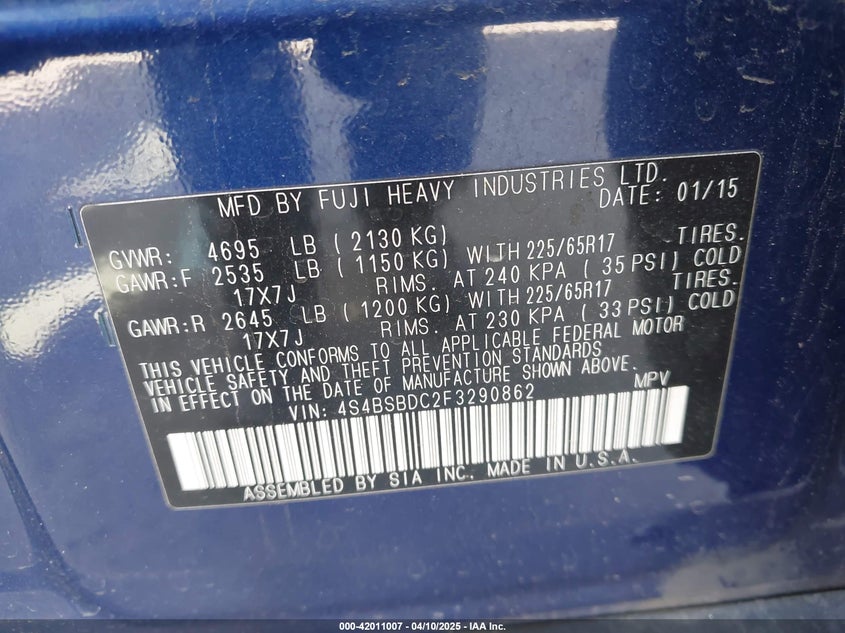 MFD BY FUJI HEAVY INDUSTRIES LTD.
DATE: 01/15
GVWR: 4695 LB ( 2130 KG)
GAWR:F 2535 LB ( 1150 KG) WITH 225/65R17 TIRES.
17X7J RIMS. AT 240 KPA ( 35 PSI) COLD
GAWR:R 2645 LB ( 1200 KG) WITH 225/65R17 TIRES.
17X7J RIMS. AT 230 KPA ( 33 PSI) COLD
THIS VEHICLE CONFORMS TO ALL APPLICABLE FEDERAL MOTOR
VEHICLE SAFETY AND THEFT PREVENTION STANDARDS
IN EFFECT ON THE DATE OF MANUFACTURE SHOWN ABOVE.
VIN: 4S4BSBDC2F3290862 MPV
ASSEMBLED BY SIA INC. MADE IN U.S.A.
000-42011007 - 04/10/2025 - IAA Inc.